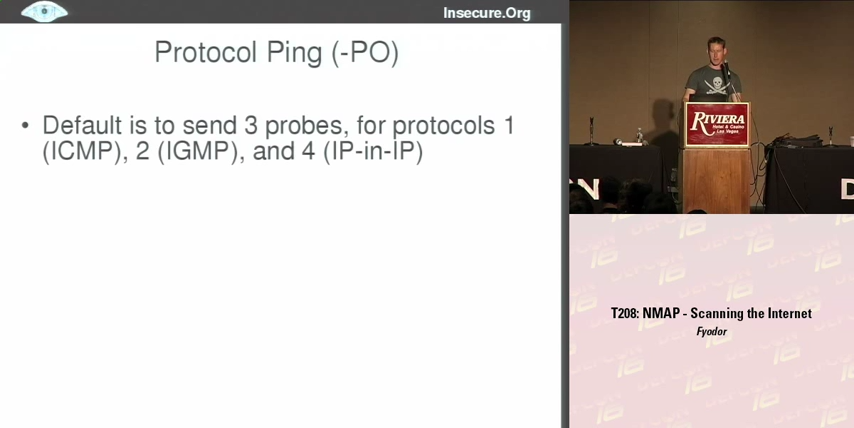 Insecure.Org
Protocol Ping (-PO)
• Default is to send 3 probes, for protocols 1
(ICMP), 2 (IGMP), and 4 (IP-in-IP)
RIVIERA
Hotel & Casino
Las Vegas
N
D
T208: NMAP - Scanning the Internet
Fyodor